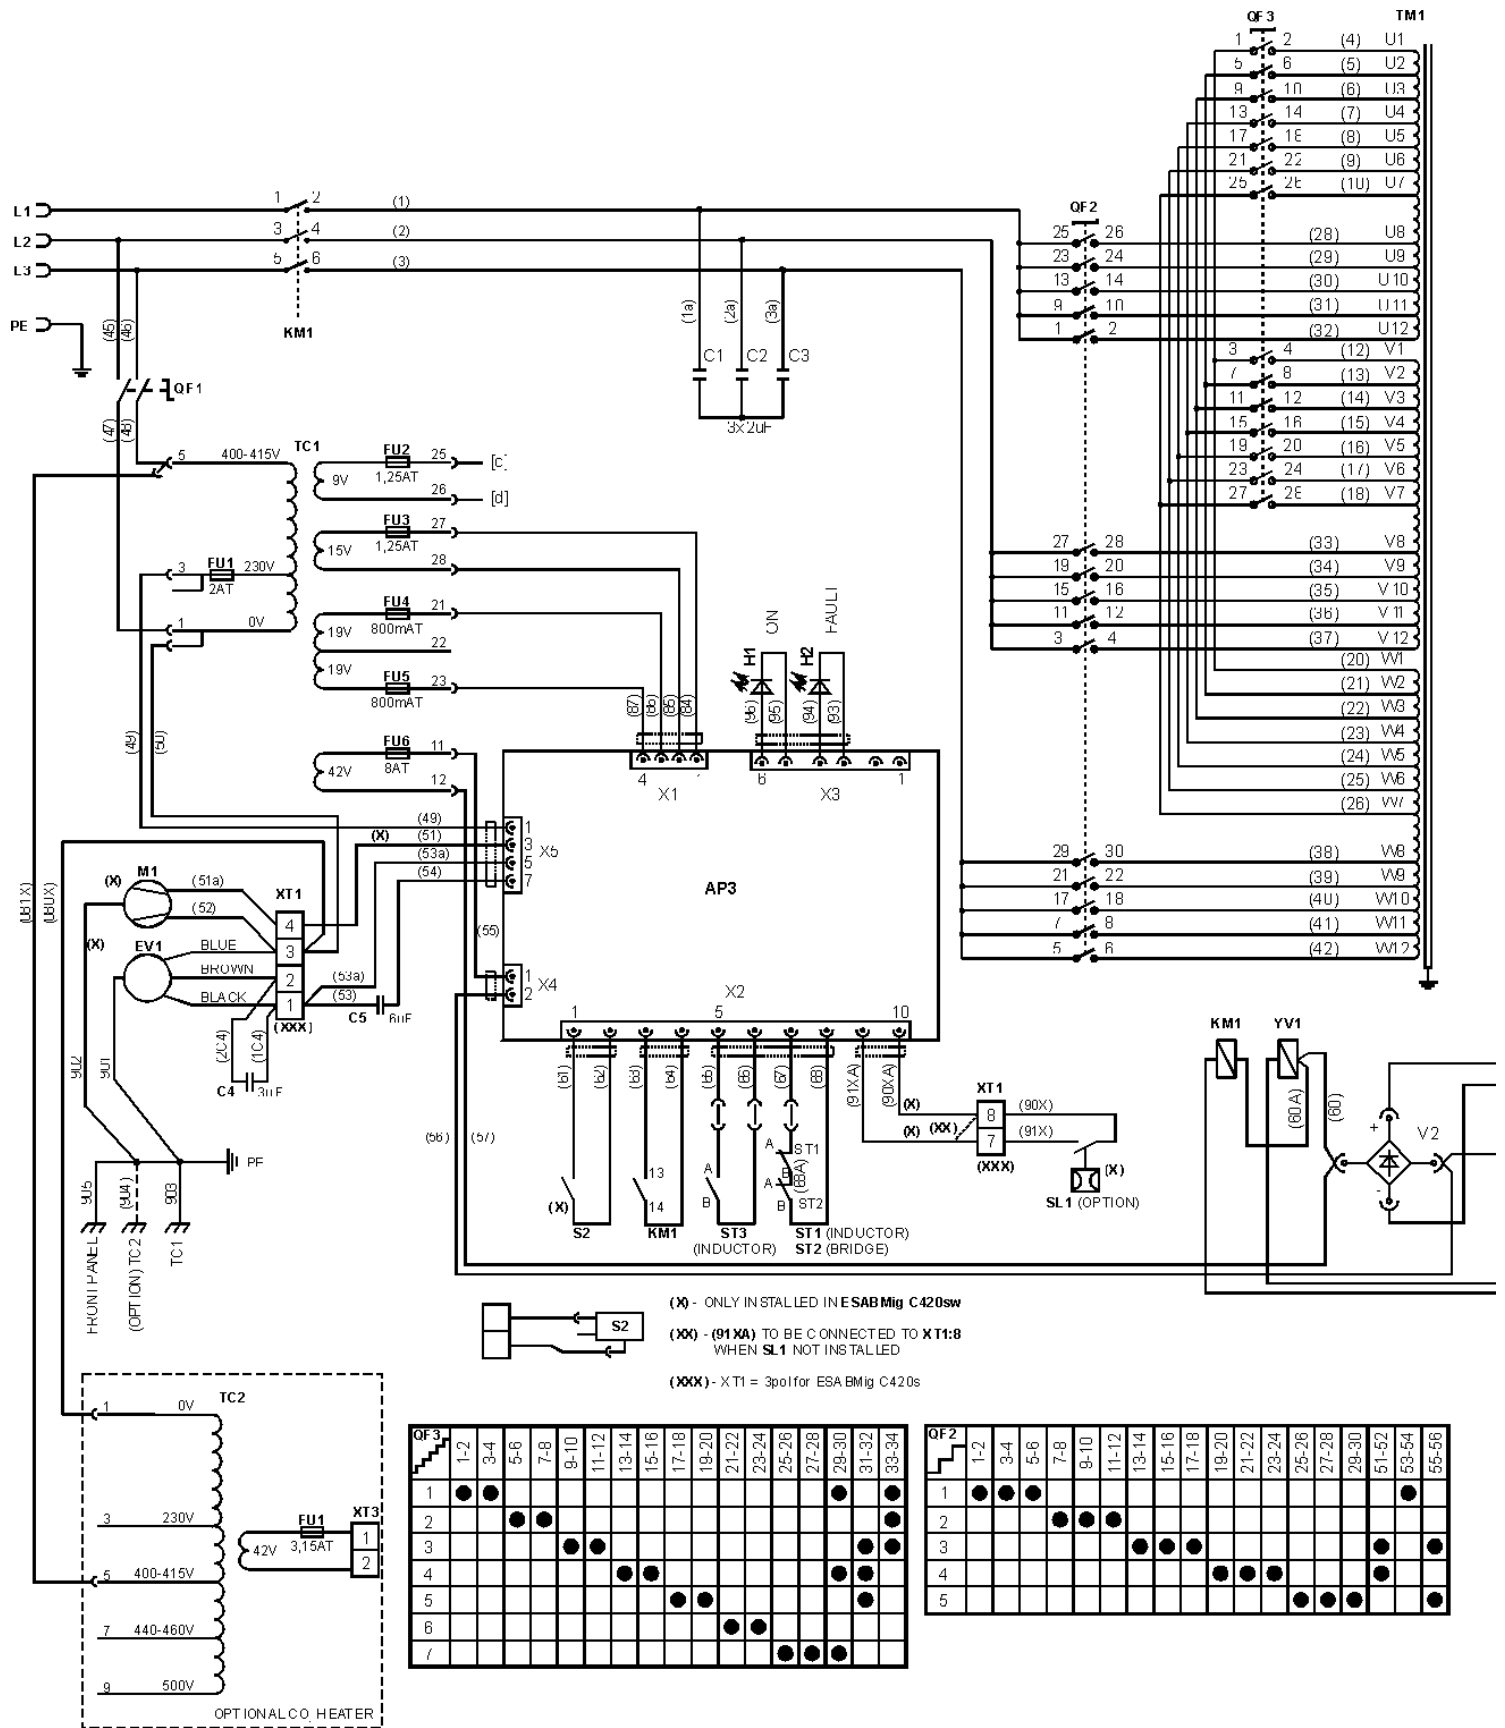 QF3 TM1
1 2 (4) U1
5 6 (5) U2
9 10 (6) U3
13 14 (7) U4
17 18 (8) U5
21 22 (9) U6
25 26 (10) U7
L1 1 2 (1)
L2 3 4 (2)
L3 5 6 (3)
PE
KM1
QF2
25 26 (28) U8
23 24 (29) U9
13 14 (30) U10
9 10 (31) U11
1 2 (32) U12
3 4 (12) V1
7 8 (13) V2
11 12 (14) V3
15 16 (15) V4
19 20 (16) V5
23 24 (17) V6
27 28 (18) V7
27 28 (33) V8
19 20 (34) V9
15 16 (35) V10
11 12 (36) V11
3 4 (37) V12
(20) W1
(21) W2
(22) W3
(23) W4
(24) W5
(25) W6
(26) W7
29 30 (38) W8
21 22 (39) W9
17 18 (40) W10
7 8 (41) W11
5 6 (42) W12
(1a) (2a) (3a)
C1 C2 C3
3x2uF
(45) (46)
QF1
(47) (48)
TC1
5 400-415V
3 FU1 230V
2AT
1 0V
9V FU2 25 [c]
1,25AT
26 [d]
15V FU3 27
1,25AT
28
19V FU4 21
800mAT
22
19V FU5 23
800mAT
42V FU6 11
8AT
12
(49) (50)
(87) (86) (85) (84)
H1 ON
H2 FAULT
(96) (95) (94) (93)
4 1
X1
6 1
X3
AP3
(49) 1
(X) (51) 3
(53a) 5
(54) 7
X5
(55)
1
2
X4
X2
1 5 10
(X) M1 (51a)
(52)
XT1
4
3
2
1
(XXX)
(X) EV1 BLUE
BROWN
BLACK
(53a)
(53)
C5 6uF
(2C4) (1C4)
C4 3uF
902 901
PE
905 (904) 903
FRONT PANEL
(OPTION) TC2
TC1
(56) (57)
(61) (62) (63) (64) (65) (66) (67) (68) (91XA) (90XA)
(X)
S2
13
14
KM1
A
B
ST3
(INDUCTOR)
A ST1
B
(68A)
A
B ST2
ST1 (INDUCTOR)
ST2 (BRIDGE)
XT1
(X) 8 (90X)
(X) (XX) 7 (91X)
(XXX)
(X)
SL1 (OPTION)
KM1 YV1
(60A) (60)
+
-
V2
S2
(X) - ONLY INSTALLED IN ESABMig C420sw
(XX) - (91XA) TO BE CONNECTED TO XT1:8
WHEN SL1 NOT INSTALLED
(XXX) - XT1 = 3pol for ESABMig C420s
TC2
1 0V
3 230V
5 400-415V
7 440-460V
9 500V
42V FU1
3,15AT
XT3
1
2
OPTIONAL CO HEATER
QF3 1-2 3-4 5-6 7-8 9-10 11-12 13-14 15-16 17-18 19-20 21-22 23-24 25-26 27-28 29-30 31-32 33-34
1
2
3
4
5
6
7
QF2 1-2 3-4 5-6 7-8 9-10 11-12 13-14 15-16 17-18 19-20 21-22 23-24 25-26 27-28 29-30 51-52 53-54 55-56
1
2
3
4
5